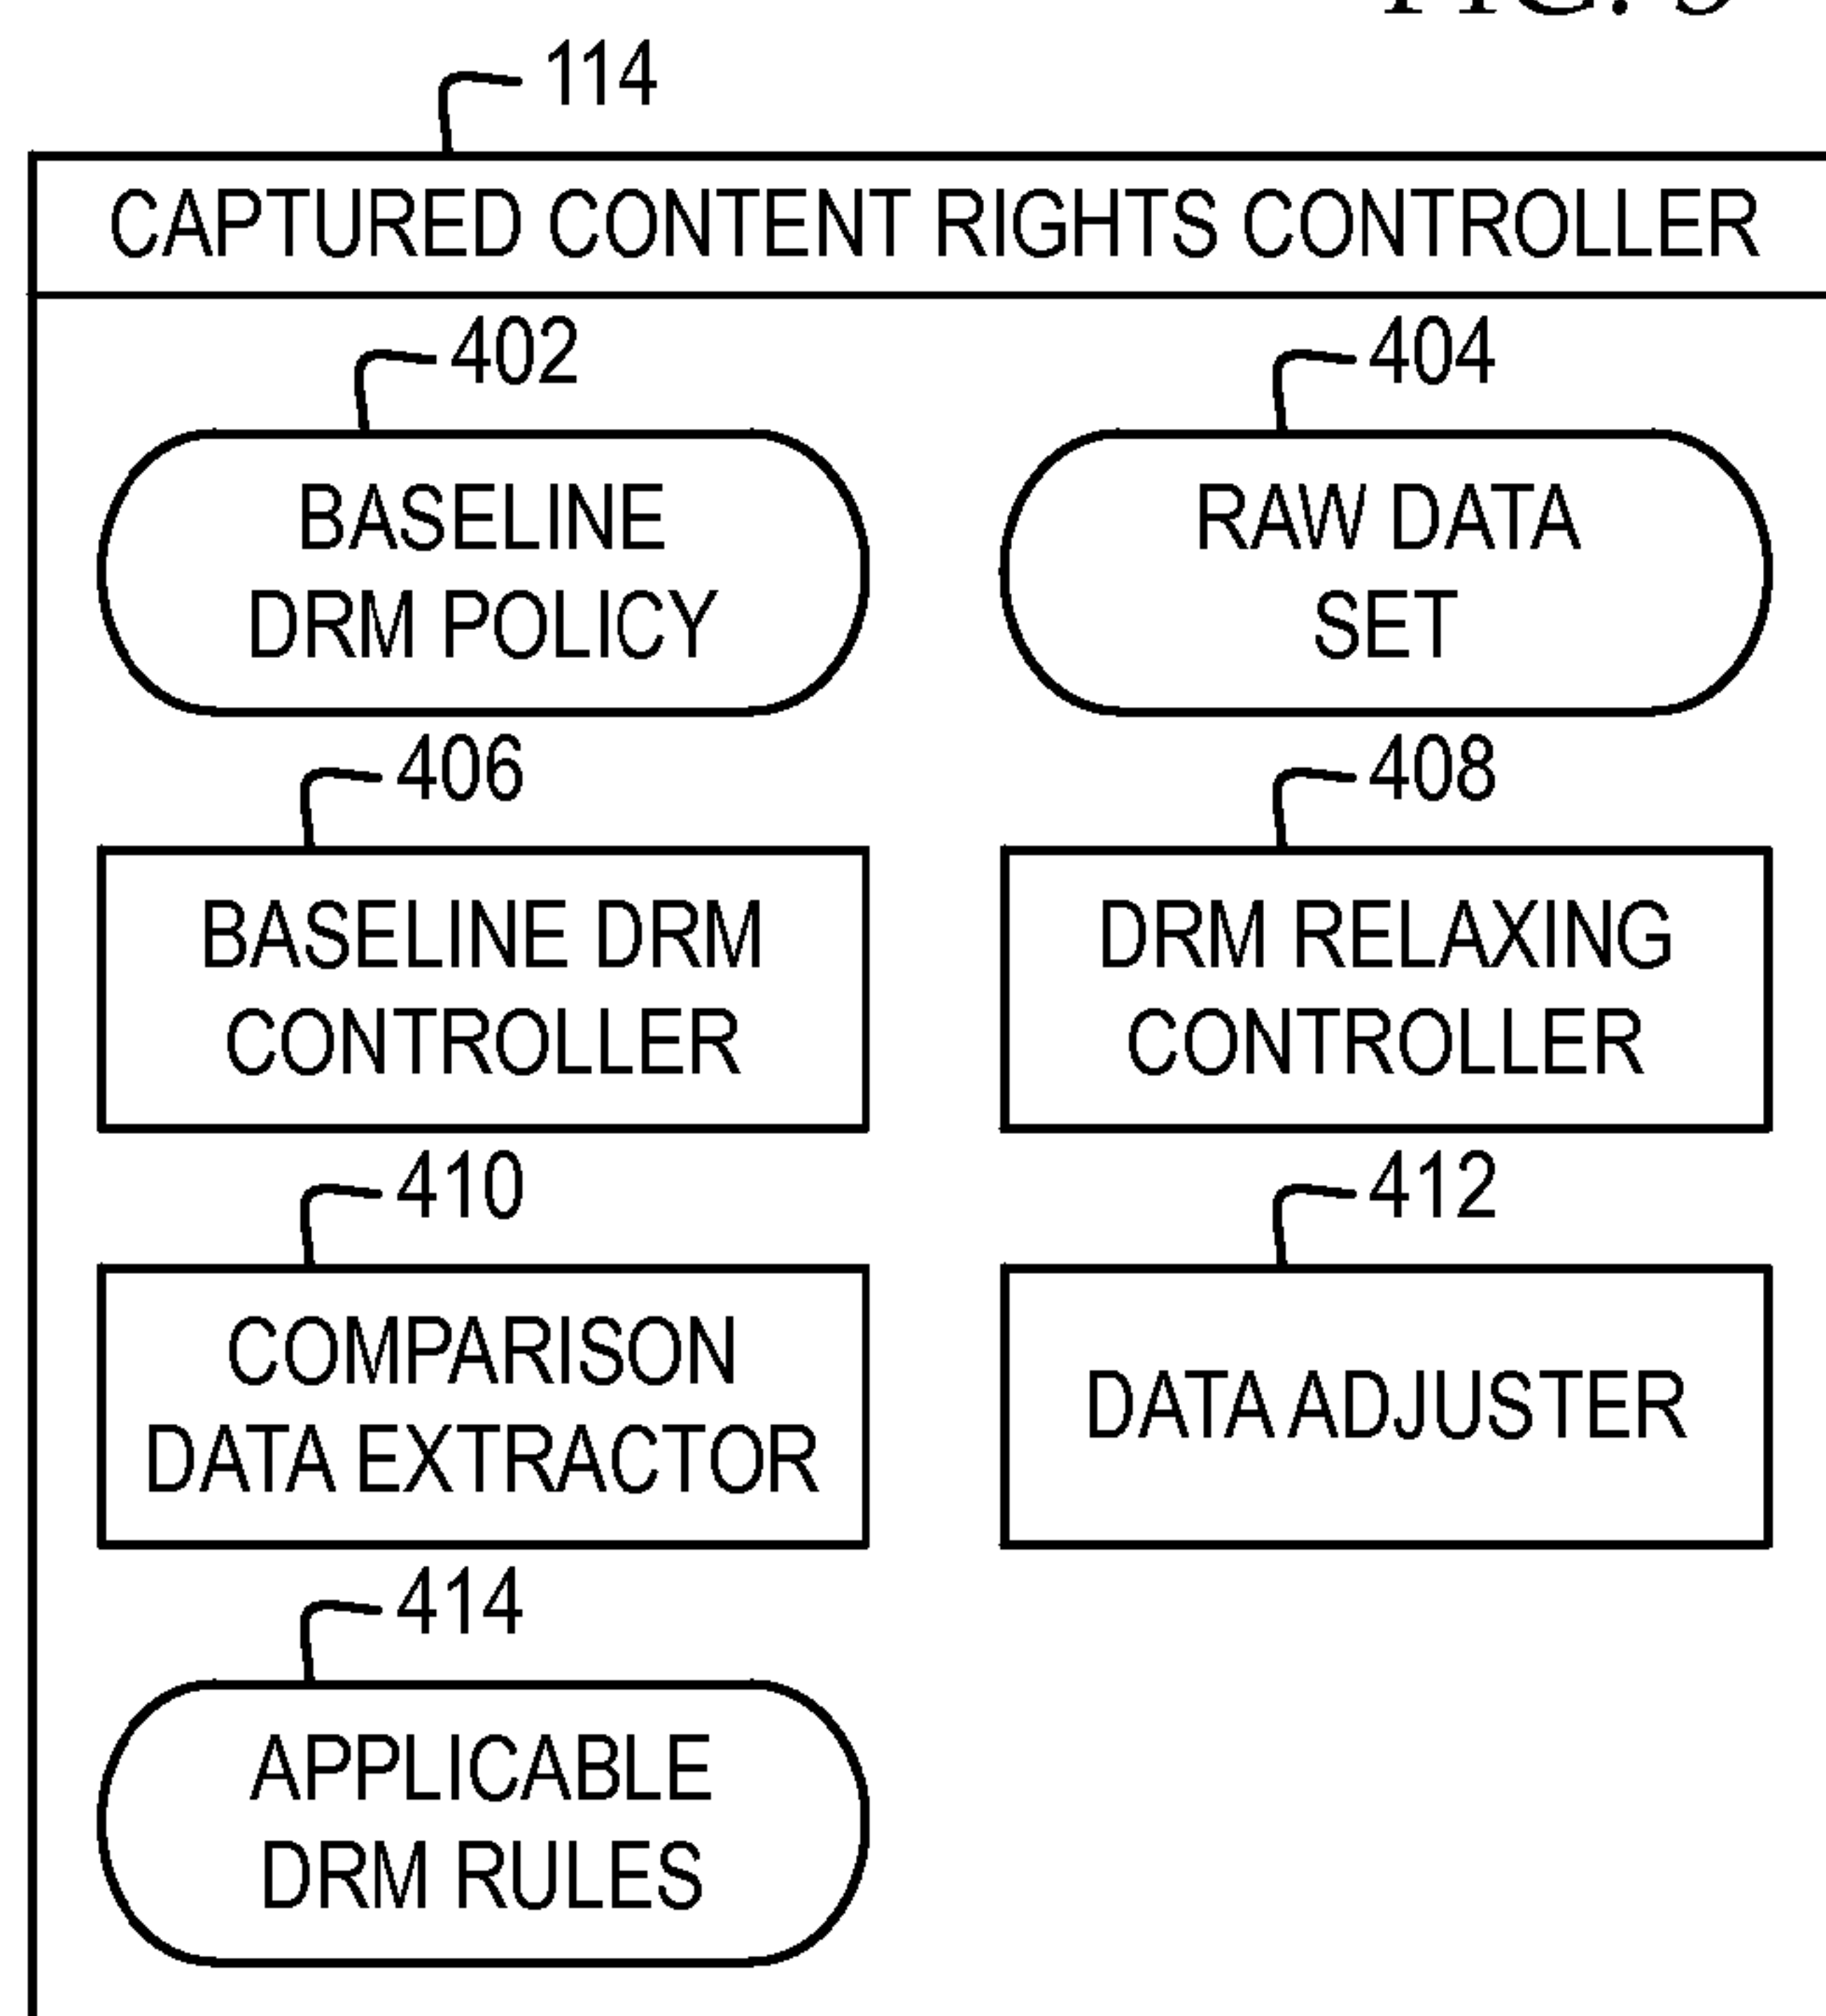 114
CAPTURED CONTENT RIGHTS CONTROLLER
402
404
BASELINE
DRM POLICY
RAW DATA
SET
406
408
BASELINE DRM
CONTROLLER
DRM RELAXING
CONTROLLER
410
412
COMPARISON
DATA EXTRACTOR
DATA ADJUSTER
414
APPLICABLE
DRM RULES